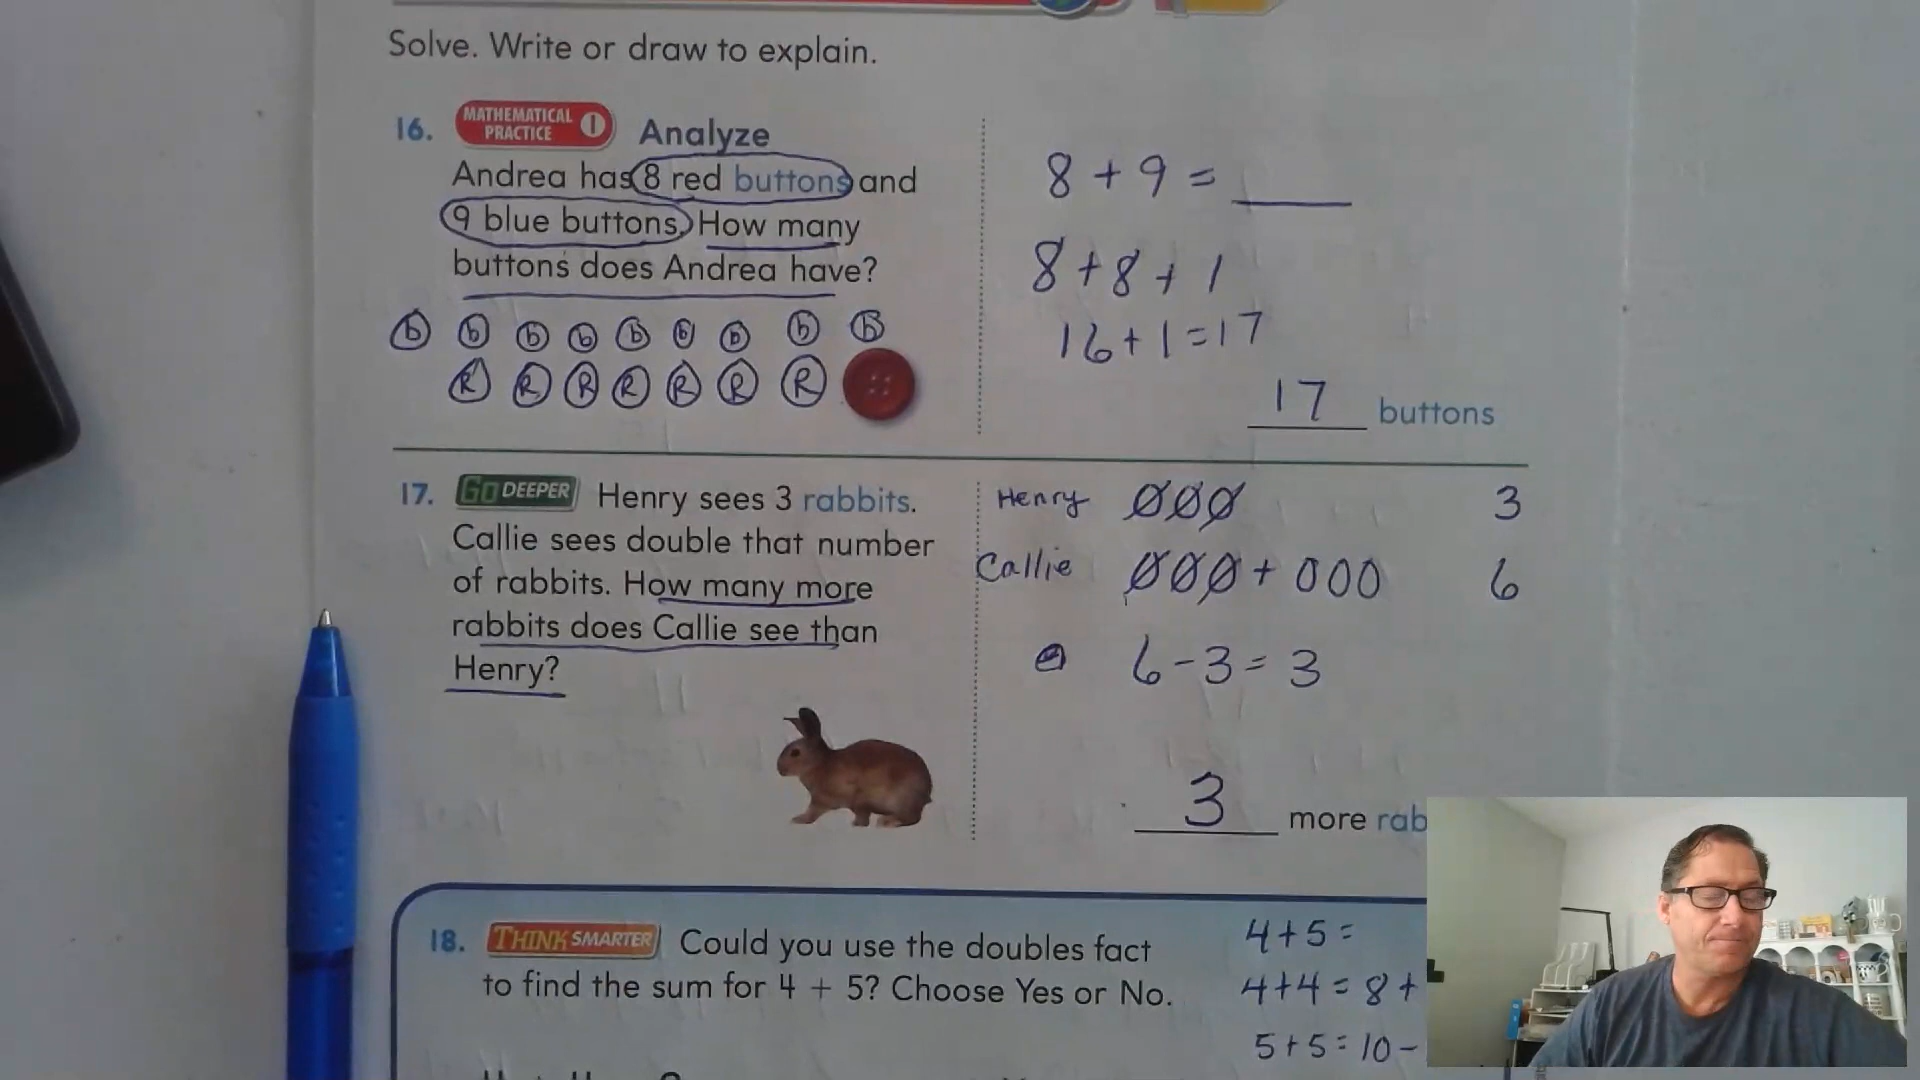 Solve. Write or draw to explain.
16. MATHEMATICAL PRACTICE 1 Analyze
Andrea has 8 red buttons and
9 blue buttons. How many
buttons does Andrea have?
b b b b b b b b b
R R R R R R R
8 + 9 = ____
8 + 8 + 1
16 + 1 = 17
17 buttons
17. GO DEEPER Henry sees 3 rabbits.
Callie sees double that number
of rabbits. How many more
rabbits does Callie see than
Henry?
Henry 000 3
Callie 000 + 000 6
6 - 3 = 3
3 more rab
18. THINK SMARTER Could you use the doubles fact
to find the sum for 4 + 5? Choose Yes or No.
4 + 5 =
4 + 4 = 8 +
5 + 5 = 10 -